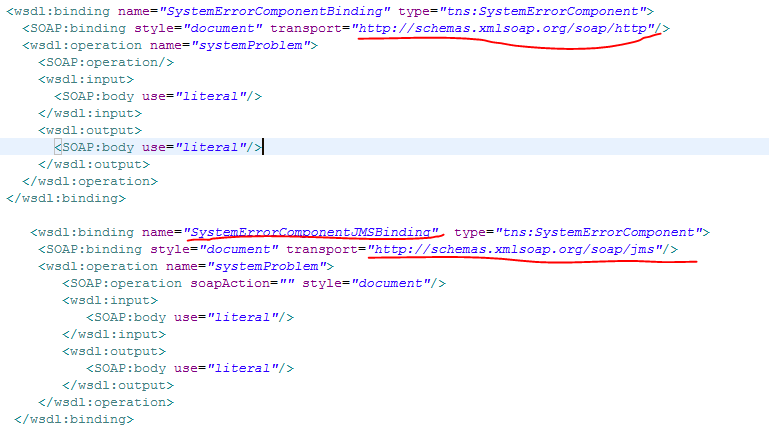 <wsdl:binding name="SystemErrorComponentBinding" type="tns:SystemErrorComponent">
<SOAP:binding style="document" transport="http://schemas.xmlsoap.org/soap/http"/>
<wsdl:operation name="systemProblem">
<SOAP:operation/>
<wsdl:input>
<SOAP:body use="literal"/>
</wsdl:input>
<wsdl:output>
<SOAP:body use="literal"/>
</wsdl:output>
</wsdl:operation>
</wsdl:binding>
<wsdl:binding name="SystemErrorComponentJMSBinding" type="tns:SystemErrorComponent">
<SOAP:binding style="document" transport="http://schemas.xmlsoap.org/soap/jms"/>
<wsdl:operation name="systemProblem">
<SOAP:operation soapAction="" style="document"/>
<wsdl:input>
<SOAP:body use="literal"/>
</wsdl:input>
<wsdl:output>
<SOAP:body use="literal"/>
</wsdl:output>
</wsdl:operation>
</wsdl:binding>